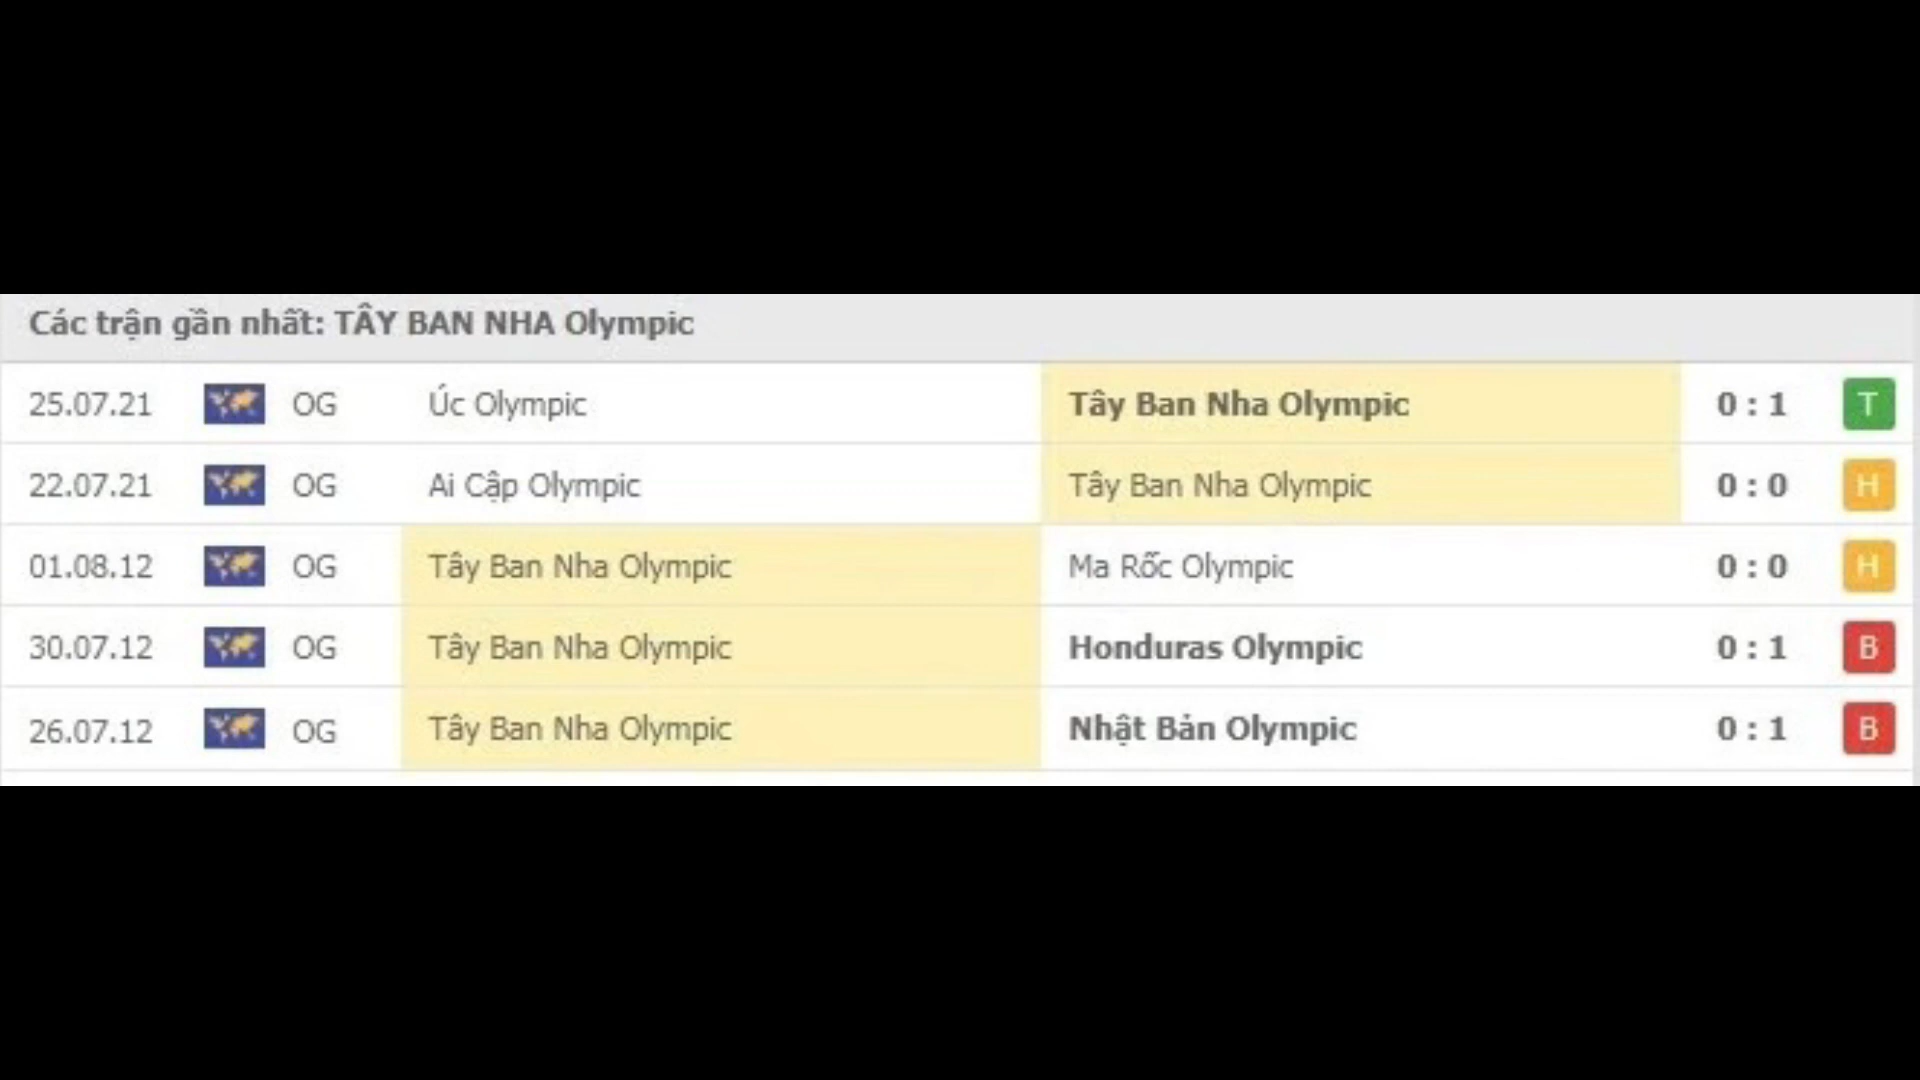 Các trận gần nhất: TÂY BAN NHA Olympic
25.07.21 OG Úc Olympic Tây Ban Nha Olympic 0 : 1 T
22.07.21 OG Ai Cập Olympic Tây Ban Nha Olympic 0 : 0 H
01.08.12 OG Tây Ban Nha Olympic Ma Rốc Olympic 0 : 0 H
30.07.12 OG Tây Ban Nha Olympic Honduras Olympic 0 : 1 B
26.07.12 OG Tây Ban Nha Olympic Nhật Bản Olympic 0 : 1 B